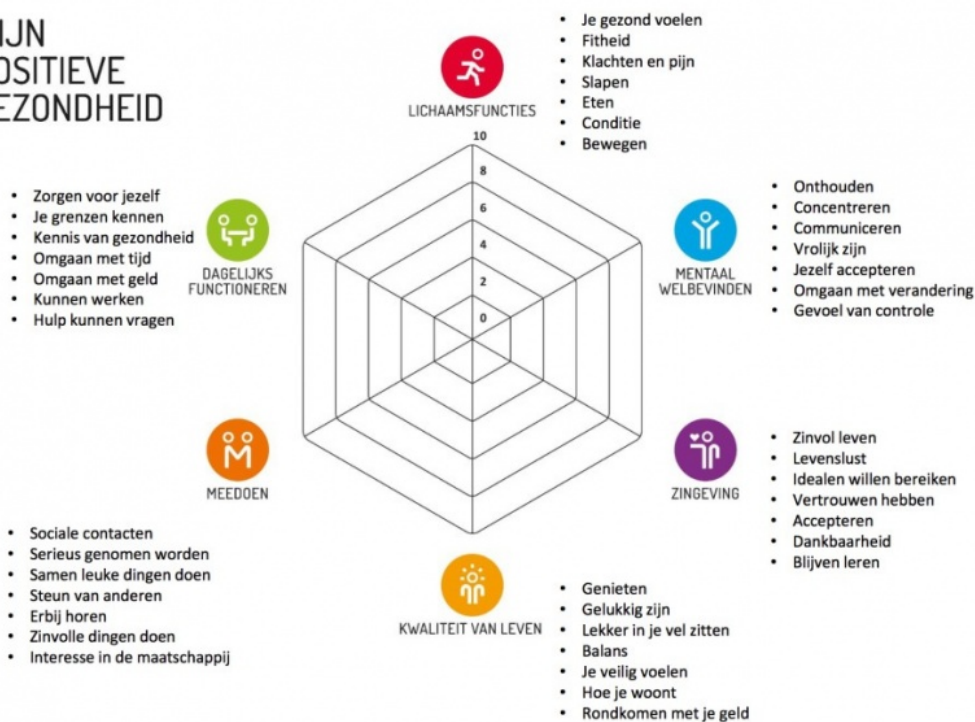 IJN
OSITIEVE
EZONDHEID
LICHAAMSFUNCTIES
• Je gezond voelen
• Fitheid
• Klachten en pijn
• Slapen
• Eten
• Conditie
• Bewegen
10
8
6
4
2
0
MENTAAL
WELBEVINDEN
• Onthouden
• Concentreren
• Communiceren
• Vrolijk zijn
• Jezelf accepteren
• Omgaan met verandering
• Gevoel van controle
ZINGEVING
• Zinvol leven
• Levenslust
• Idealen willen bereiken
• Vertrouwen hebben
• Accepteren
• Dankbaarheid
• Blijven leren
KWALITEIT VAN LEVEN
• Genieten
• Gelukkig zijn
• Lekker in je vel zitten
• Balans
• Je veilig voelen
• Hoe je woont
• Rondkomen met je geld
MEEDOEN
• Sociale contacten
• Serieus genomen worden
• Samen leuke dingen doen
• Steun van anderen
• Erbij horen
• Zinvolle dingen doen
• Interesse in de maatschappij
DAGELIJKS
FUNCTIONEREN
• Zorgen voor jezelf
• Je grenzen kennen
• Kennis van gezondheid
• Omgaan met tijd
• Omgaan met geld
• Kunnen werken
• Hulp kunnen vragen